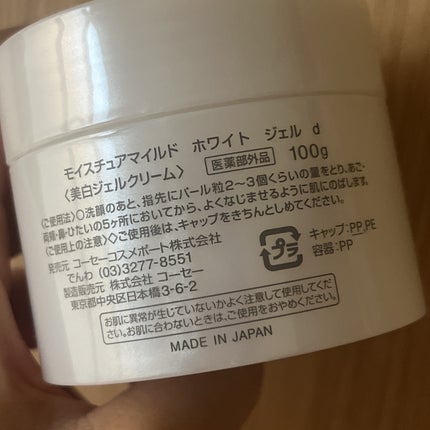 モイスチュアマイルド ホワイト ジェル d
〈美白ジェルクリーム〉 医薬部外品 100g
〈ご使用法〉○洗顔のあと、指先にパール粒2~3個くらいの量をとり、あご・
両頬・鼻・ひたいの5ヶ所においてから、よくなじませるように肌にのばします。
〈ご使用上の注意〉◇ご使用後は、キャップをきちんとしめてください。
発売元 コーセーコスメポート株式会社
でんわ (03)3277-8551
製造販売元 株式会社 コーセー
東京都中央区日本橋3-6-2
プラ
キャップ:PP,PE
容器:PP
お肌に異常が生じていないかよく注意して使用してくだ
さい。お肌に合わないときは、ご使用をおやめください。
MADE IN JAPAN